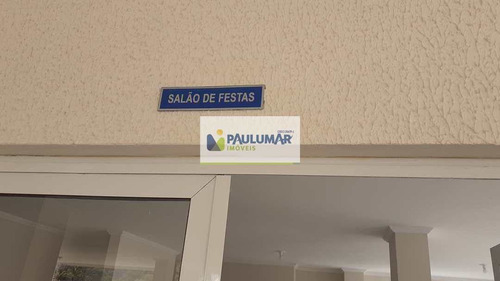 SALÃO DE FESTAS
PAULUMAR
IMÓVEIS